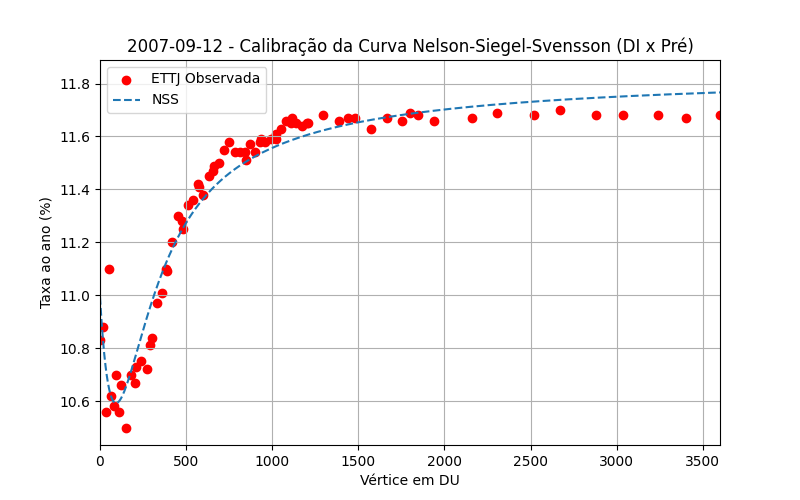 2007-09-12 - Calibração da Curva Nelson-Siegel-Svensson (DI x Pré)
ETTJ Observada
NSS
Taxa ao ano (%)
11.8
11.6
11.4
11.2
11.0
10.8
10.6
0 500 1000 1500 2000 2500 3000 3500
Vértice em DU